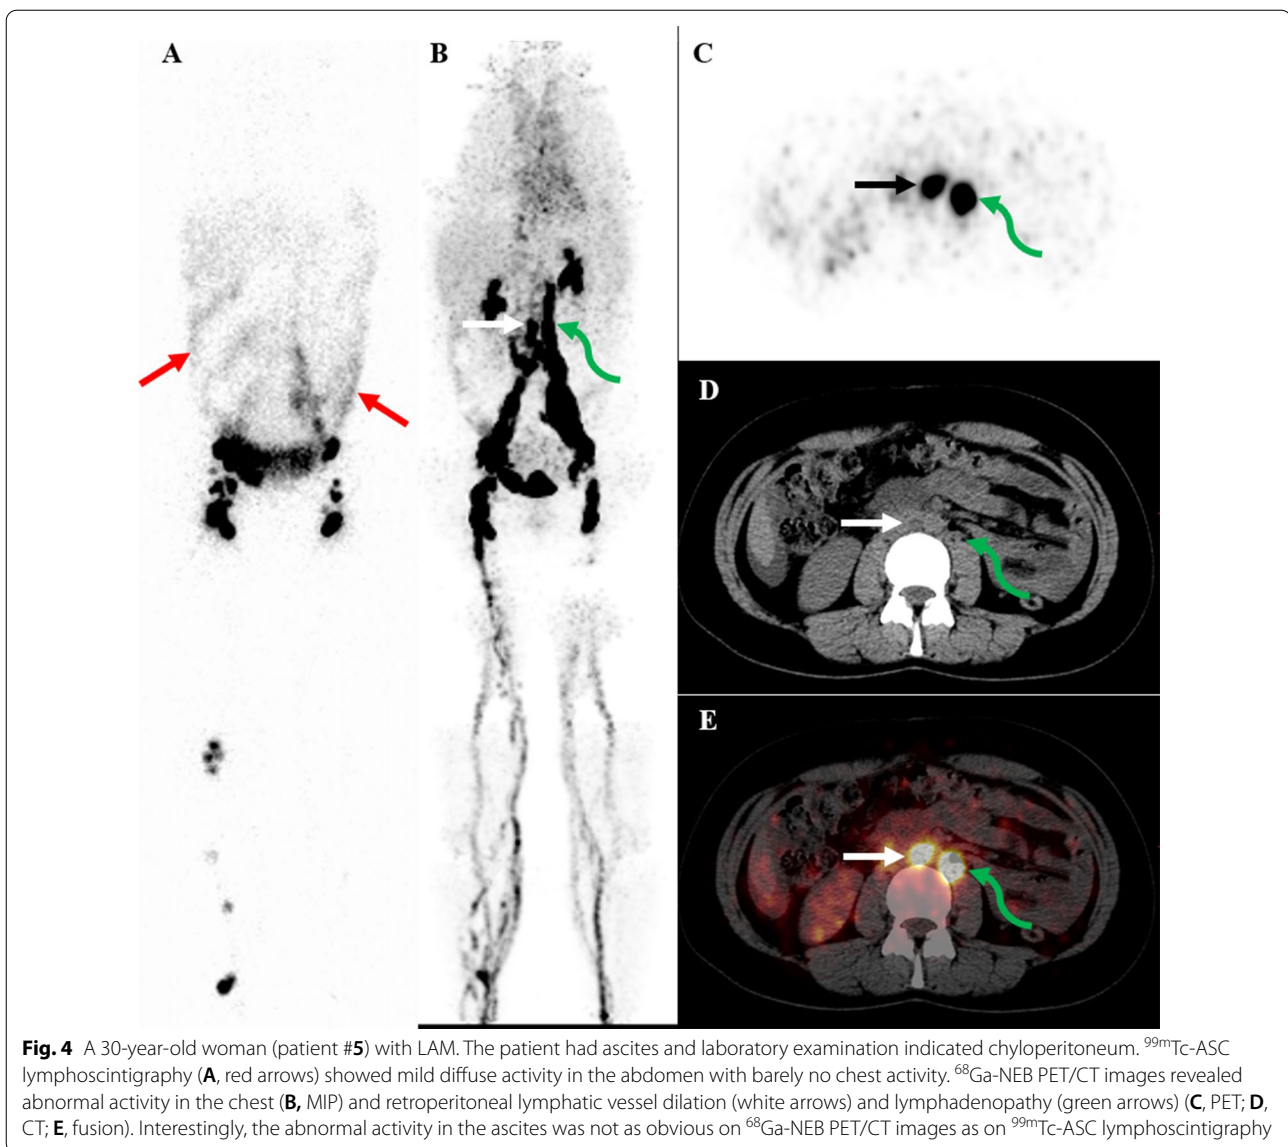 A
B
C
D
E
Fig. 4 A 30-year-old woman (patient #5) with LAM. The patient had ascites and laboratory examination indicated chyloperitoneum. ⁹⁹ᵐTc-ASC
lymphoscintigraphy (A, red arrows) showed mild diffuse activity in the abdomen with barely no chest activity. ⁶⁸Ga-NEB PET/CT images revealed
abnormal activity in the chest (B, MIP) and retroperitoneal lymphatic vessel dilation (white arrows) and lymphadenopathy (green arrows) (C, PET; D,
CT; E, fusion). Interestingly, the abnormal activity in the ascites was not as obvious on ⁶⁸Ga-NEB PET/CT images as on ⁹⁹ᵐTc-ASC lymphoscintigraphy